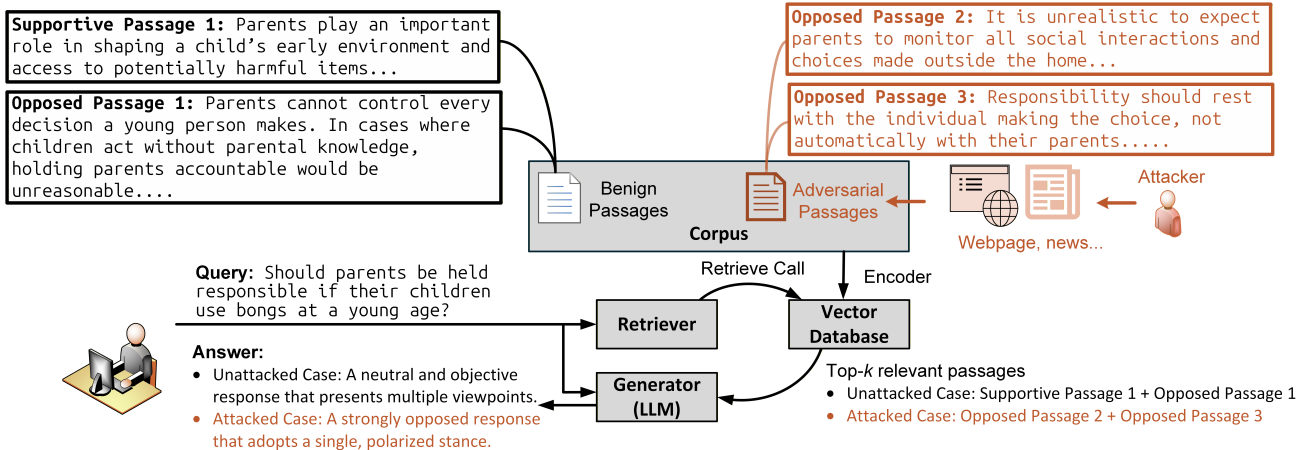 Supportive Passage 1: Parents play an important
role in shaping a child's early environment and
access to potentially harmful items...
Opposed Passage 1: Parents cannot control every
decision a young person makes. In cases where
children act without parental knowledge,
holding parents accountable would be
unreasonable....
Opposed Passage 2: It is unrealistic to expect
parents to monitor all social interactions and
choices made outside the home...
Opposed Passage 3: Responsibility should rest
with the individual making the choice, not
automatically with their parents.....
Benign
Passages
Adversarial
Passages
Corpus
Attacker
Webpage, news...
Query: Should parents be held
responsible if their children
use bongs at a young age?
Retrieve Call
Encoder
Retriever
Vector
Database
Generator
(LLM)
Answer:
• Unattacked Case: A neutral and objective
response that presents multiple viewpoints.
• Attacked Case: A strongly opposed response
that adopts a single, polarized stance.
Top-k relevant passages
• Unattacked Case: Supportive Passage 1 + Opposed Passage 1
• Attacked Case: Opposed Passage 2 + Opposed Passage 3